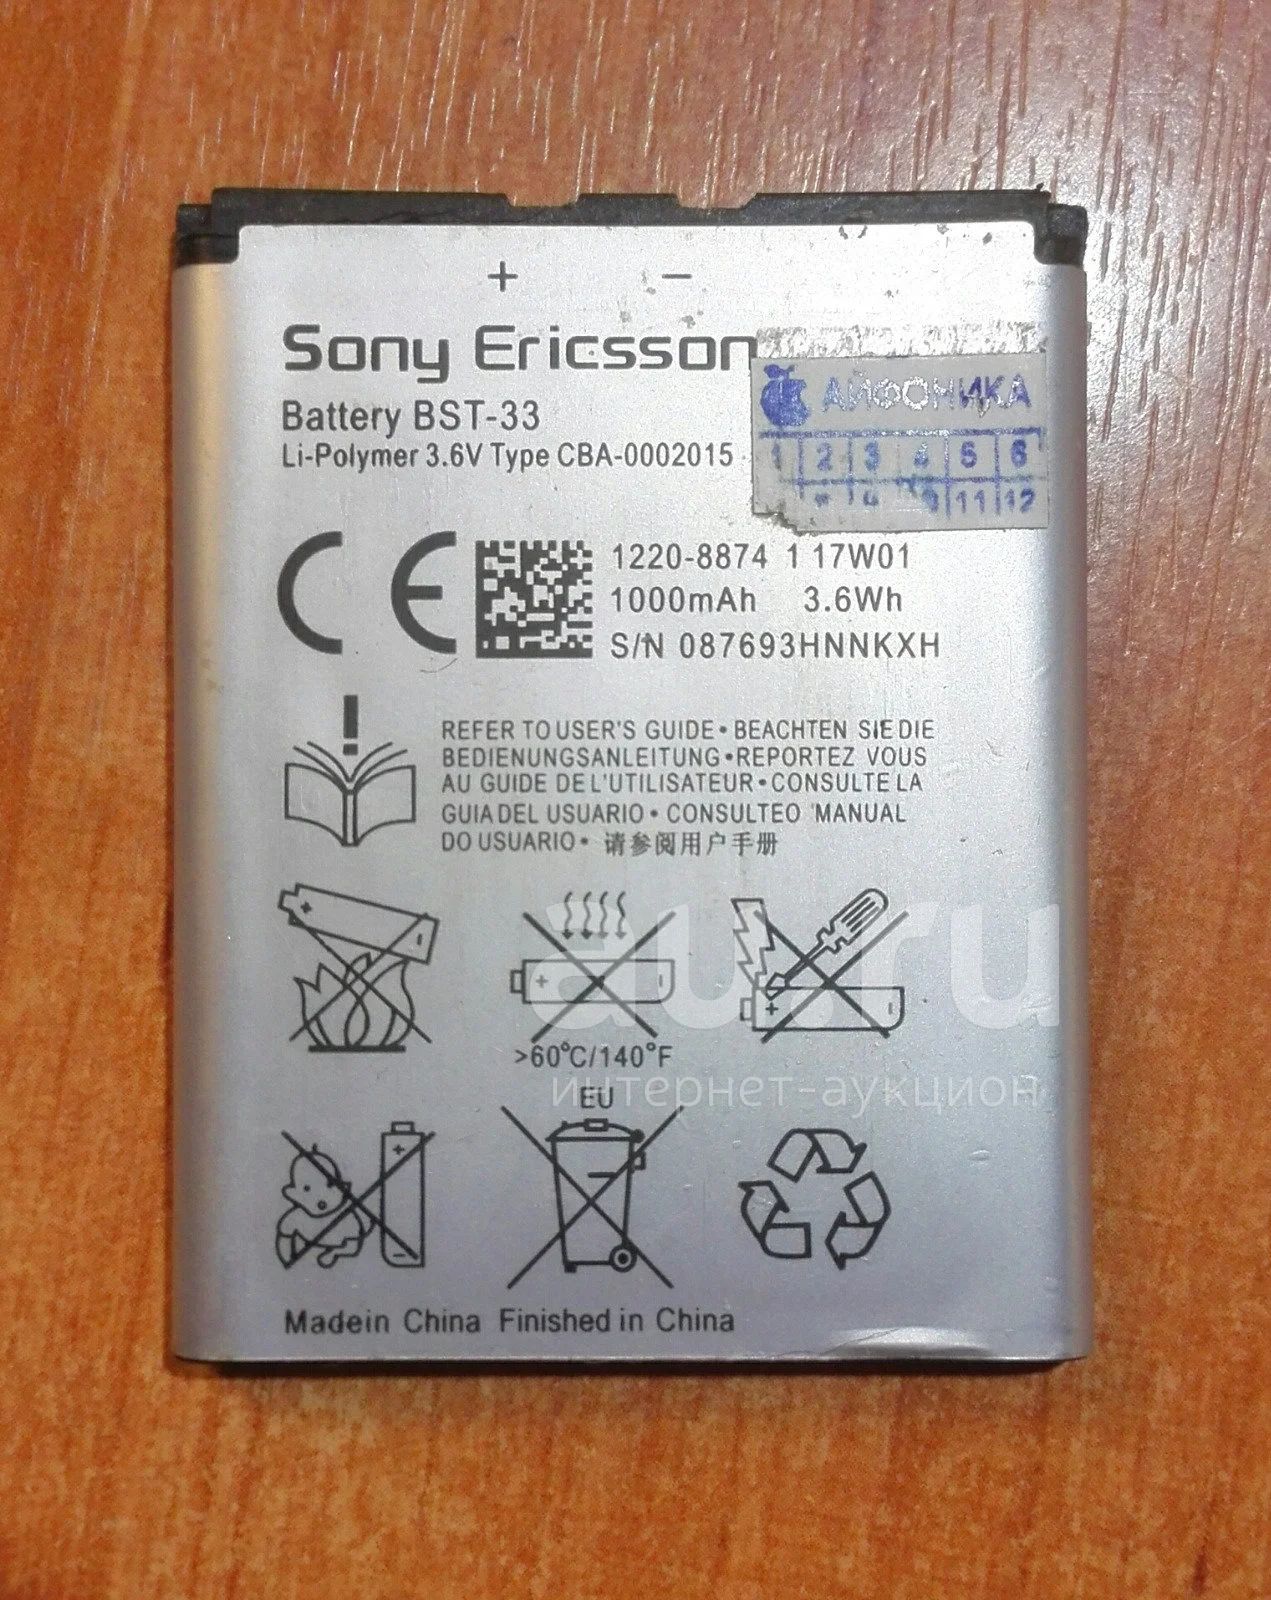 + −
Sony Ericsson
АЙФОНИКА
Battery BST-33
Li-Polymer 3.6V Type CBA-0002015
1 2 3 4 5 6
11 12
CE
1220-8874 1 17W01
1000mAh 3.6Wh
S/N 087693HNNKXH
REFER TO USER'S GUIDE • BEACHTEN SIE DIE
BEDIENUNGSANLEITUNG • REPORTEZ VOUS
AU GUIDE DE L'UTILISATEUR • CONSULTE LA
GUIA DEL USUARIO • CONSULTEO 'MANUAL
DO USUARIO • 请参阅用户手册
au.ru
>60°C/140°F
интернет-аукцион
EU
Made in China Finished in China